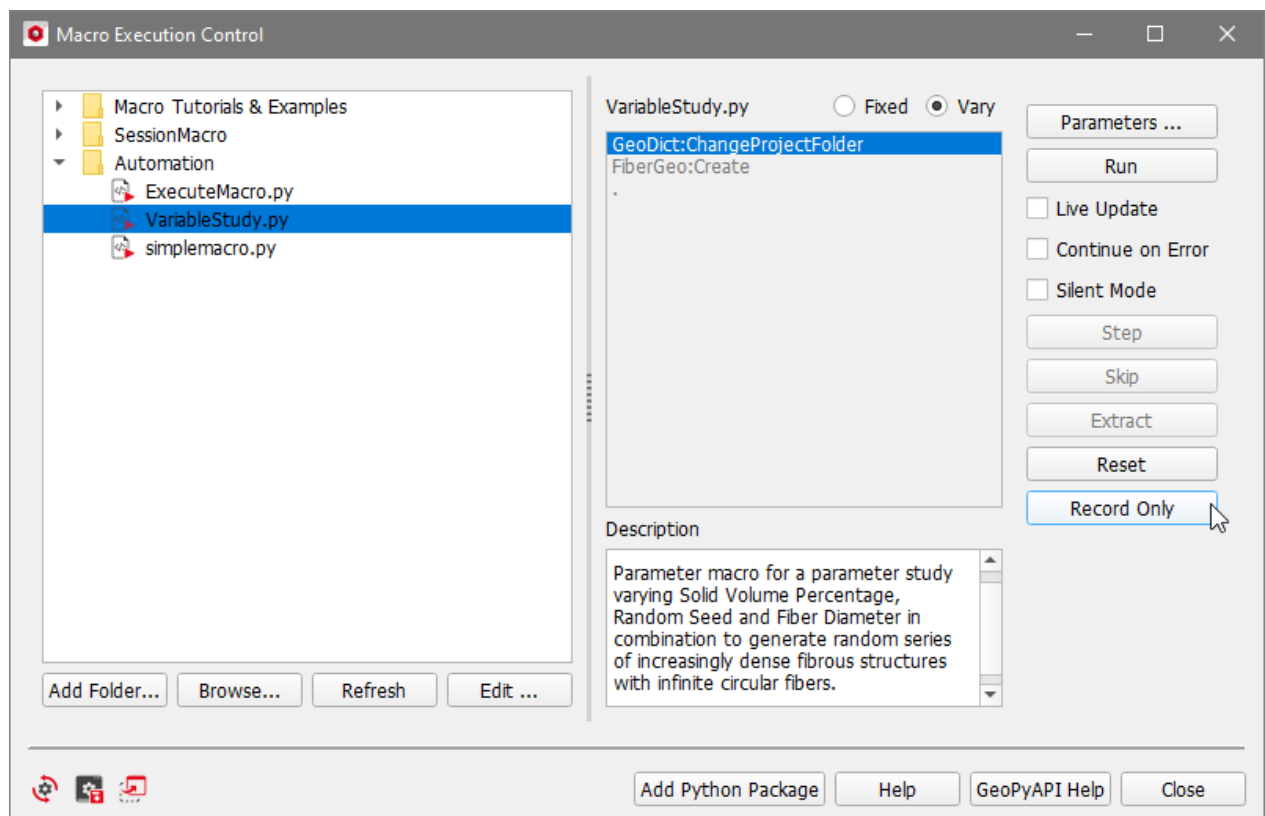 Macro Execution Control
Macro Tutorials & Examples
SessionMacro
Automation
ExecuteMacro.py
VariableStudy.py
simplemacro.py
Add Folder...
Browse...
Refresh
Edit ...
VariableStudy.py
Fixed
Vary
GeoDict:ChangeProjectFolder
FiberGeo:Create
.
Description
Parameter macro for a parameter study
varying Solid Volume Percentage,
Random Seed and Fiber Diameter in
combination to generate random series
of increasingly dense fibrous structures
with infinite circular fibers.
Parameters ...
Run
Live Update
Continue on Error
Silent Mode
Step
Skip
Extract
Reset
Record Only
Add Python Package
Help
GeoPyAPI Help
Close